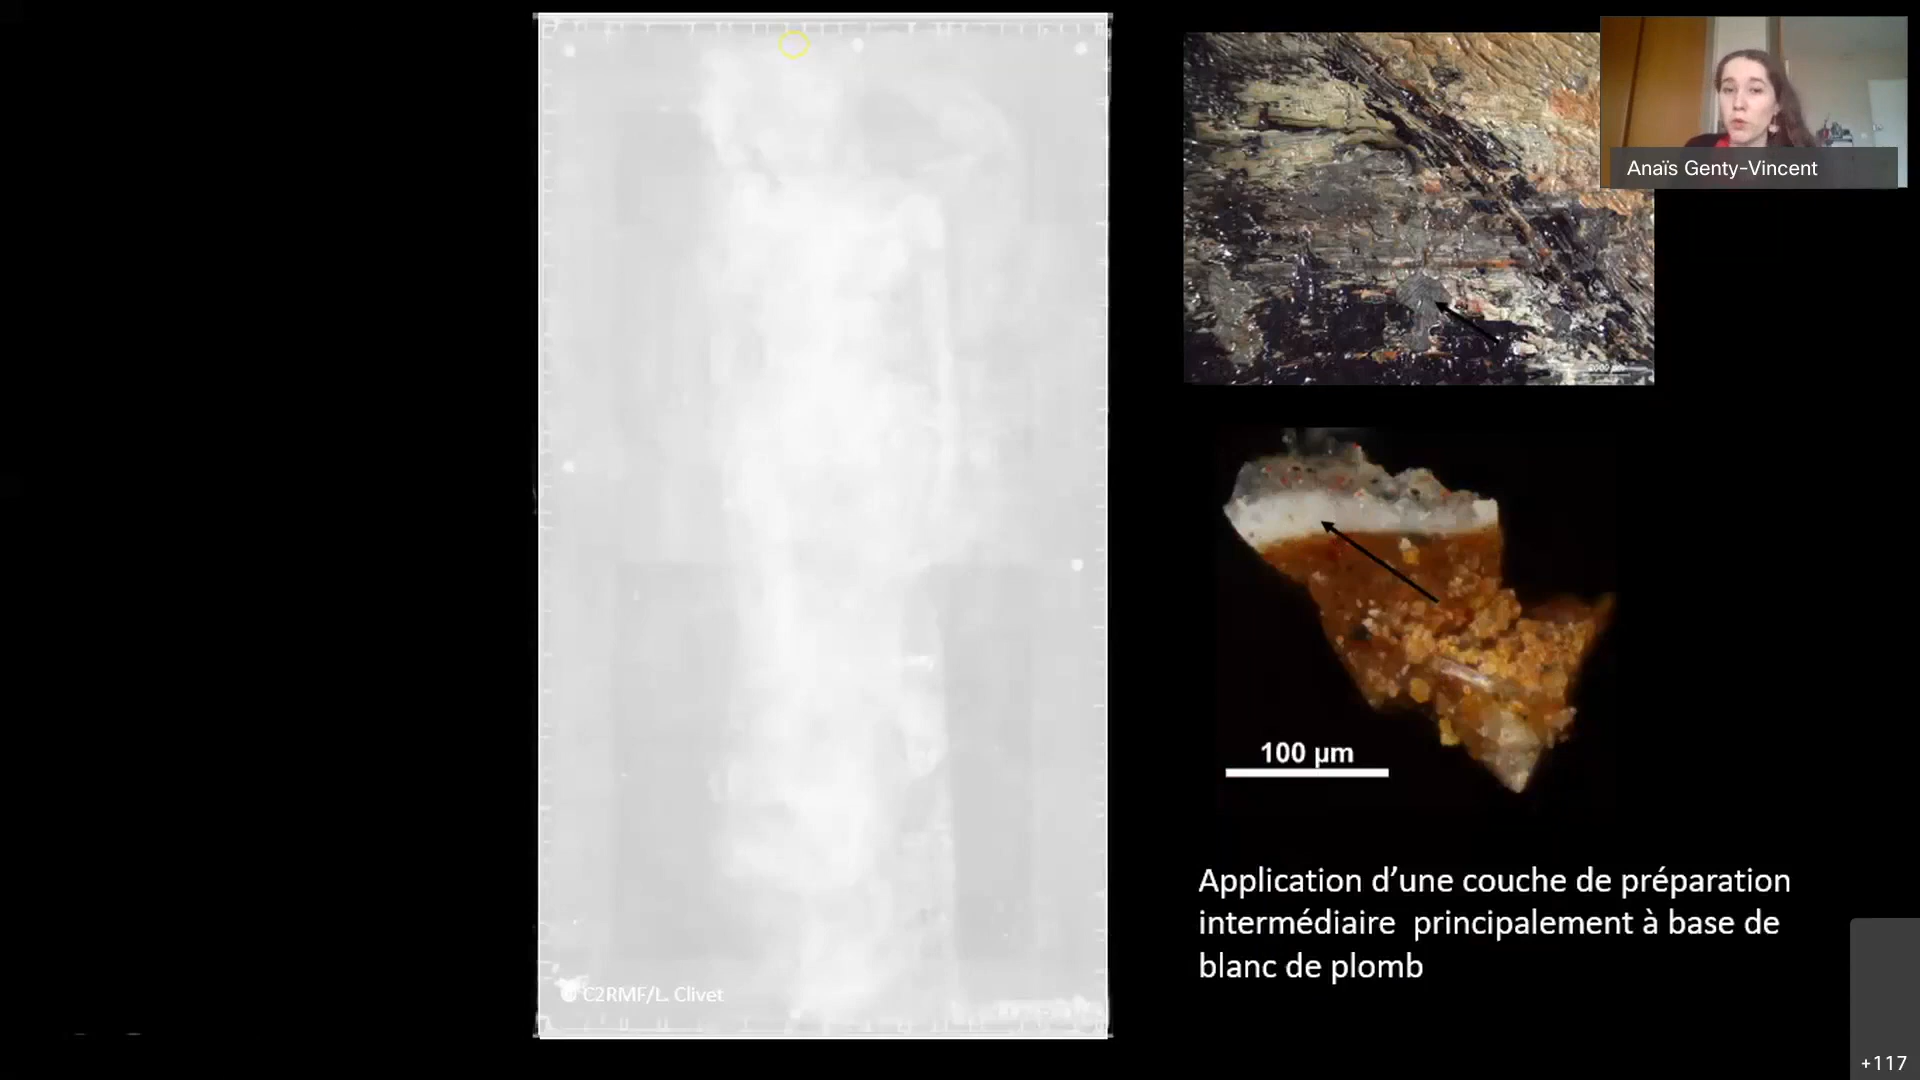 Anaïs Genty-Vincent
100 µm
Application d’une couche de préparation
intermédiaire principalement à base de
blanc de plomb
C2RMF/L. Clivet
+117